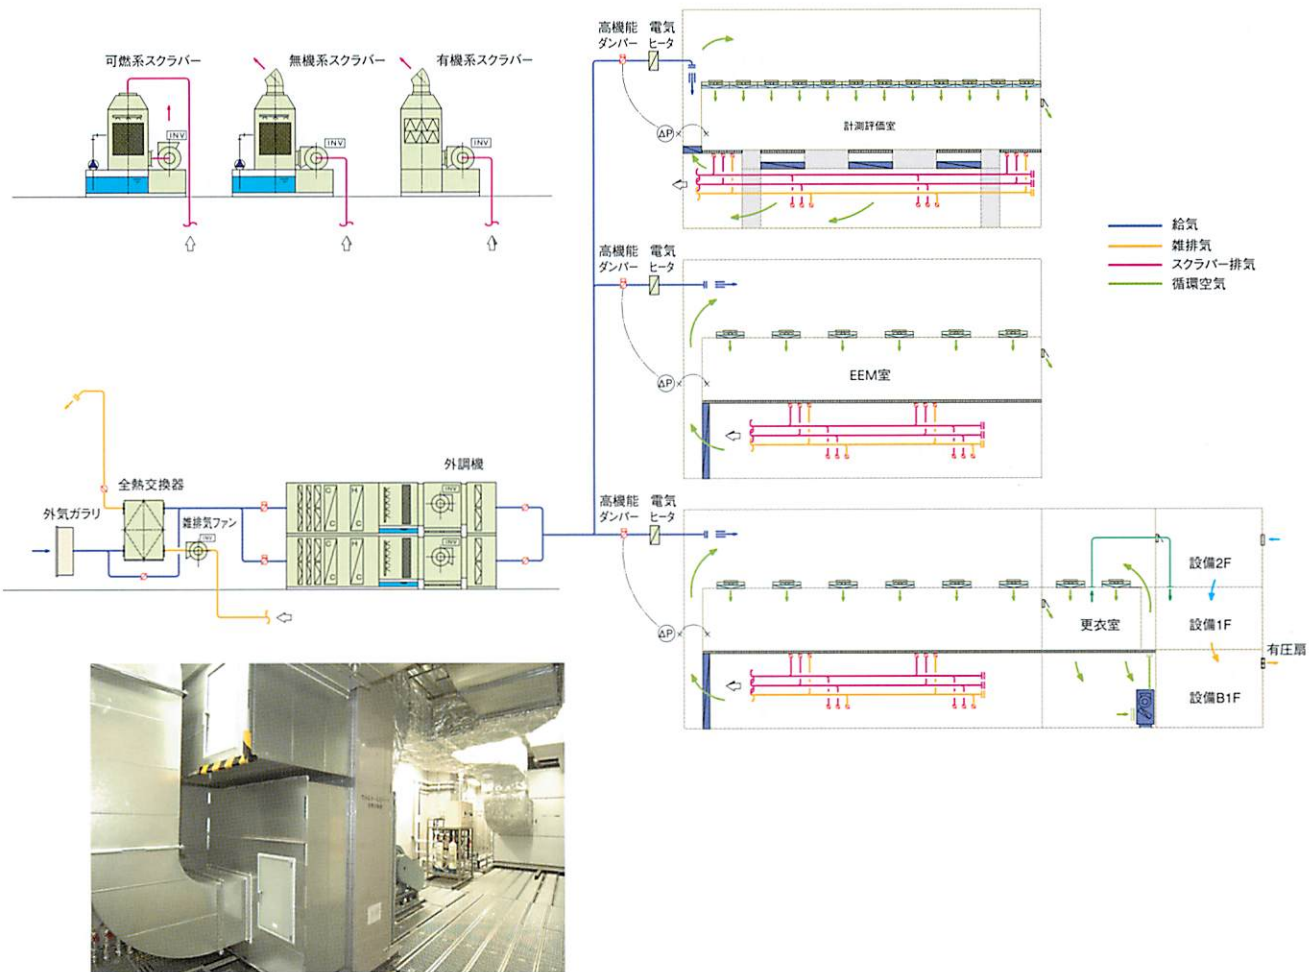 可燃系スクラバー
無機系スクラバー
有機系スクラバー
INV
INV
INV
高機能
ダンパー
電気
ヒータ
ΔP
計測評価室
給気
雑排気
スクラバー排気
循環空気
高機能
ダンパー
電気
ヒータ
ΔP
EEM室
外気ガラリ
全熱交換器
雑排気ファン
INV
外調機
C
C
H
C
INV
C
C
H
C
INV
高機能
ダンパー
電気
ヒータ
ΔP
更衣室
設備2F
設備1F
設備B1F
有圧扇